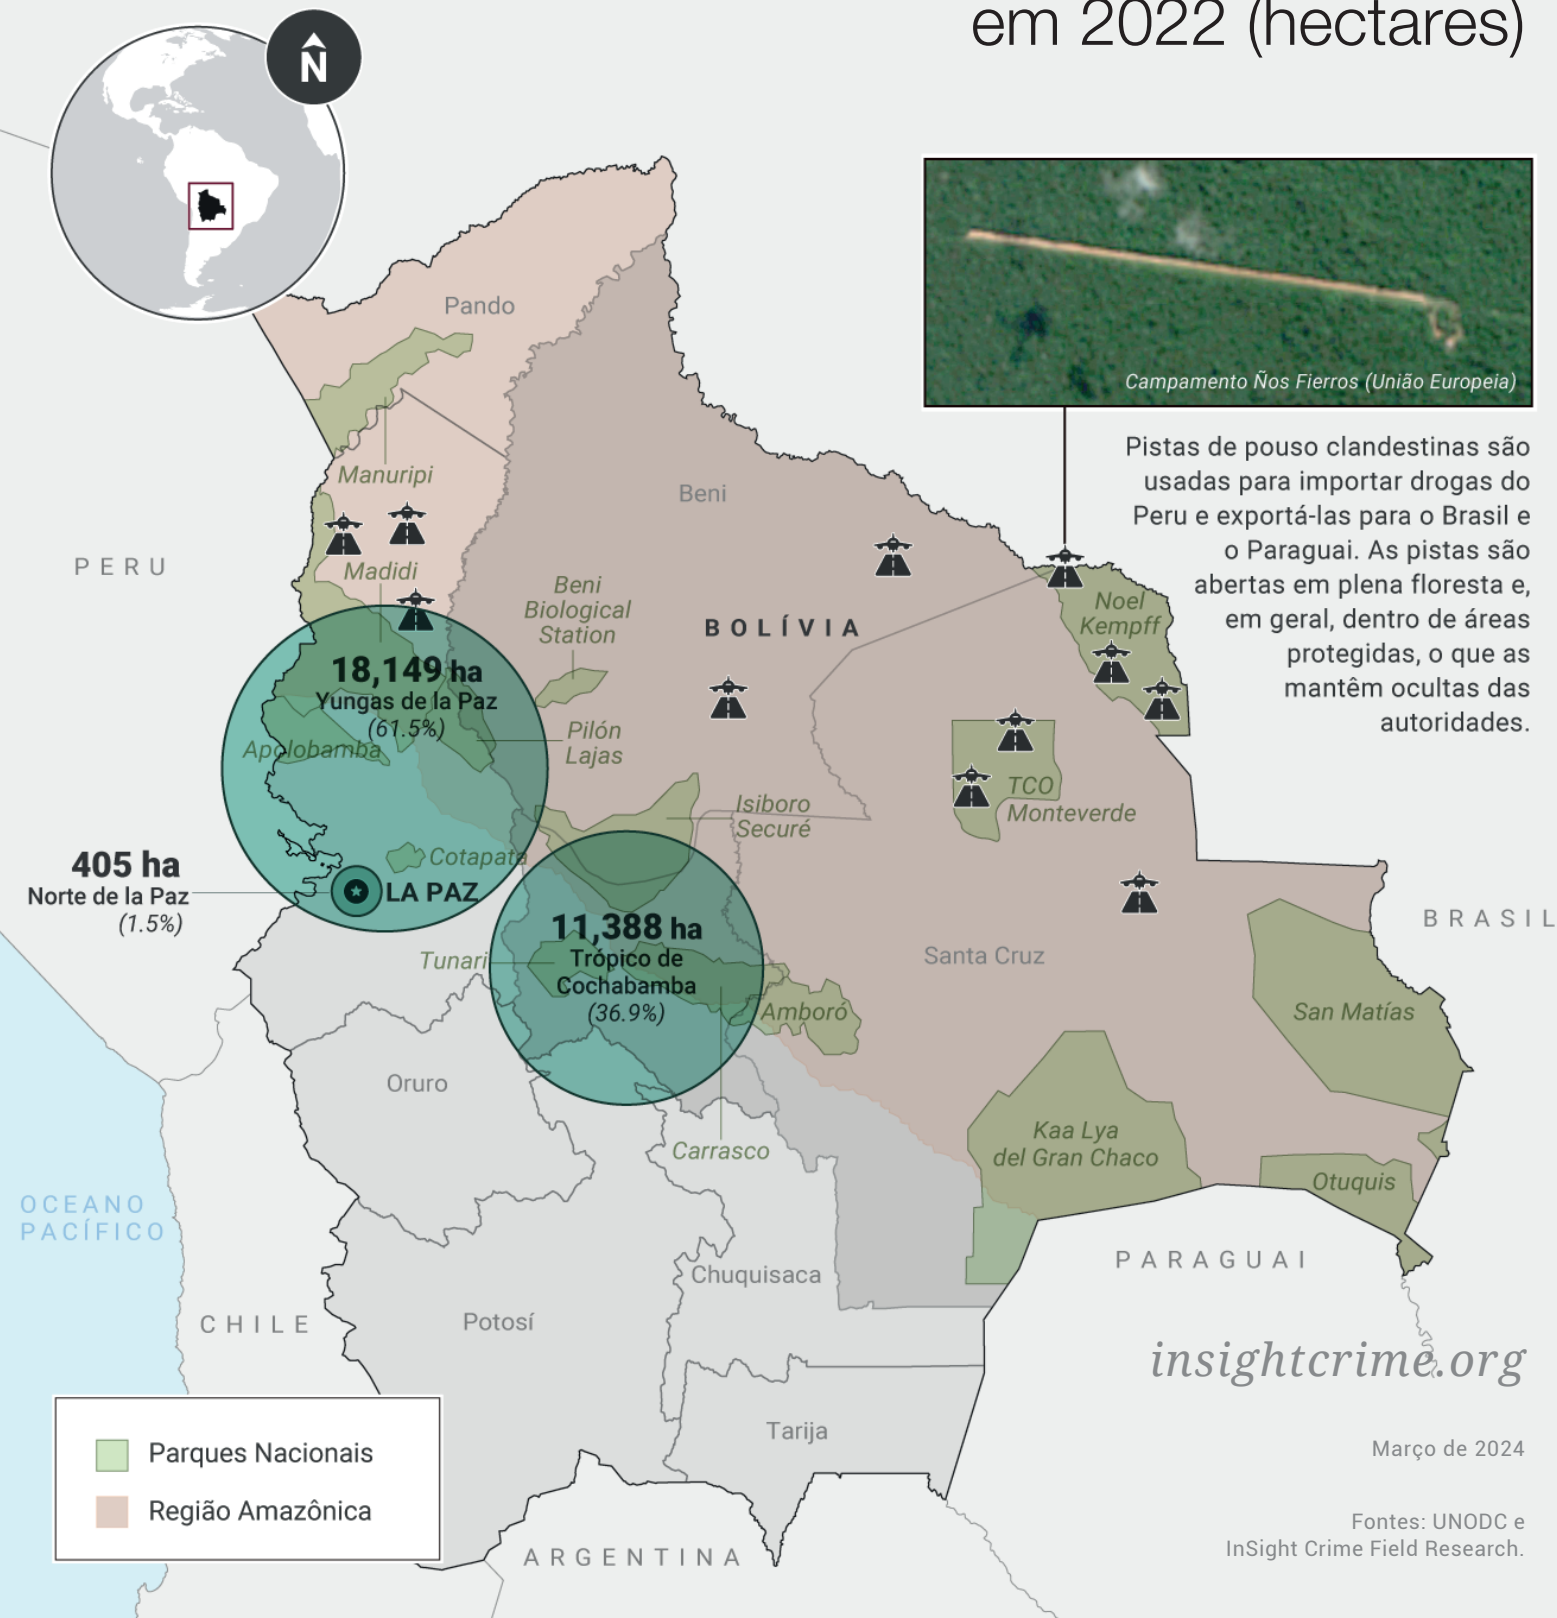 em 2022 (hectares)
N
Campamento Ños Fierros (União Europeia)
Pistas de pouso clandestinas são
usadas para importar drogas do
Peru e exportá-las para o Brasil e
o Paraguai. As pistas são
abertas em plena floresta e,
em geral, dentro de áreas
protegidas, o que as
mantêm ocultas das
autoridades.
Pando
Manuripi
Beni
PERU
Madidi
Beni
Biological
Station
BOLÍVIA
Noel
Kempff
18,149 ha
Yungas de la Paz
(61.5%)
Apolobamba
Pilón
Lajas
TCO
Monteverde
Isiboro
Securé
Cotapata
405 ha
Norte de la Paz
(1.5%)
LA PAZ
BRASIL
11,388 ha
Trópico de
Cochabamba
(36.9%)
Tunari
Santa Cruz
Amboró
San Matías
Oruro
Carrasco
Kaa Lya
del Gran Chaco
Otuquis
OCEANO
PACÍFICO
PARAGUAI
Chuquisaca
CHILE
Potosí
insightcrime.org
Tarija
Março de 2024
Parques Nacionais
Região Amazônica
Fontes: UNODC e
InSight Crime Field Research.
ARGENTINA